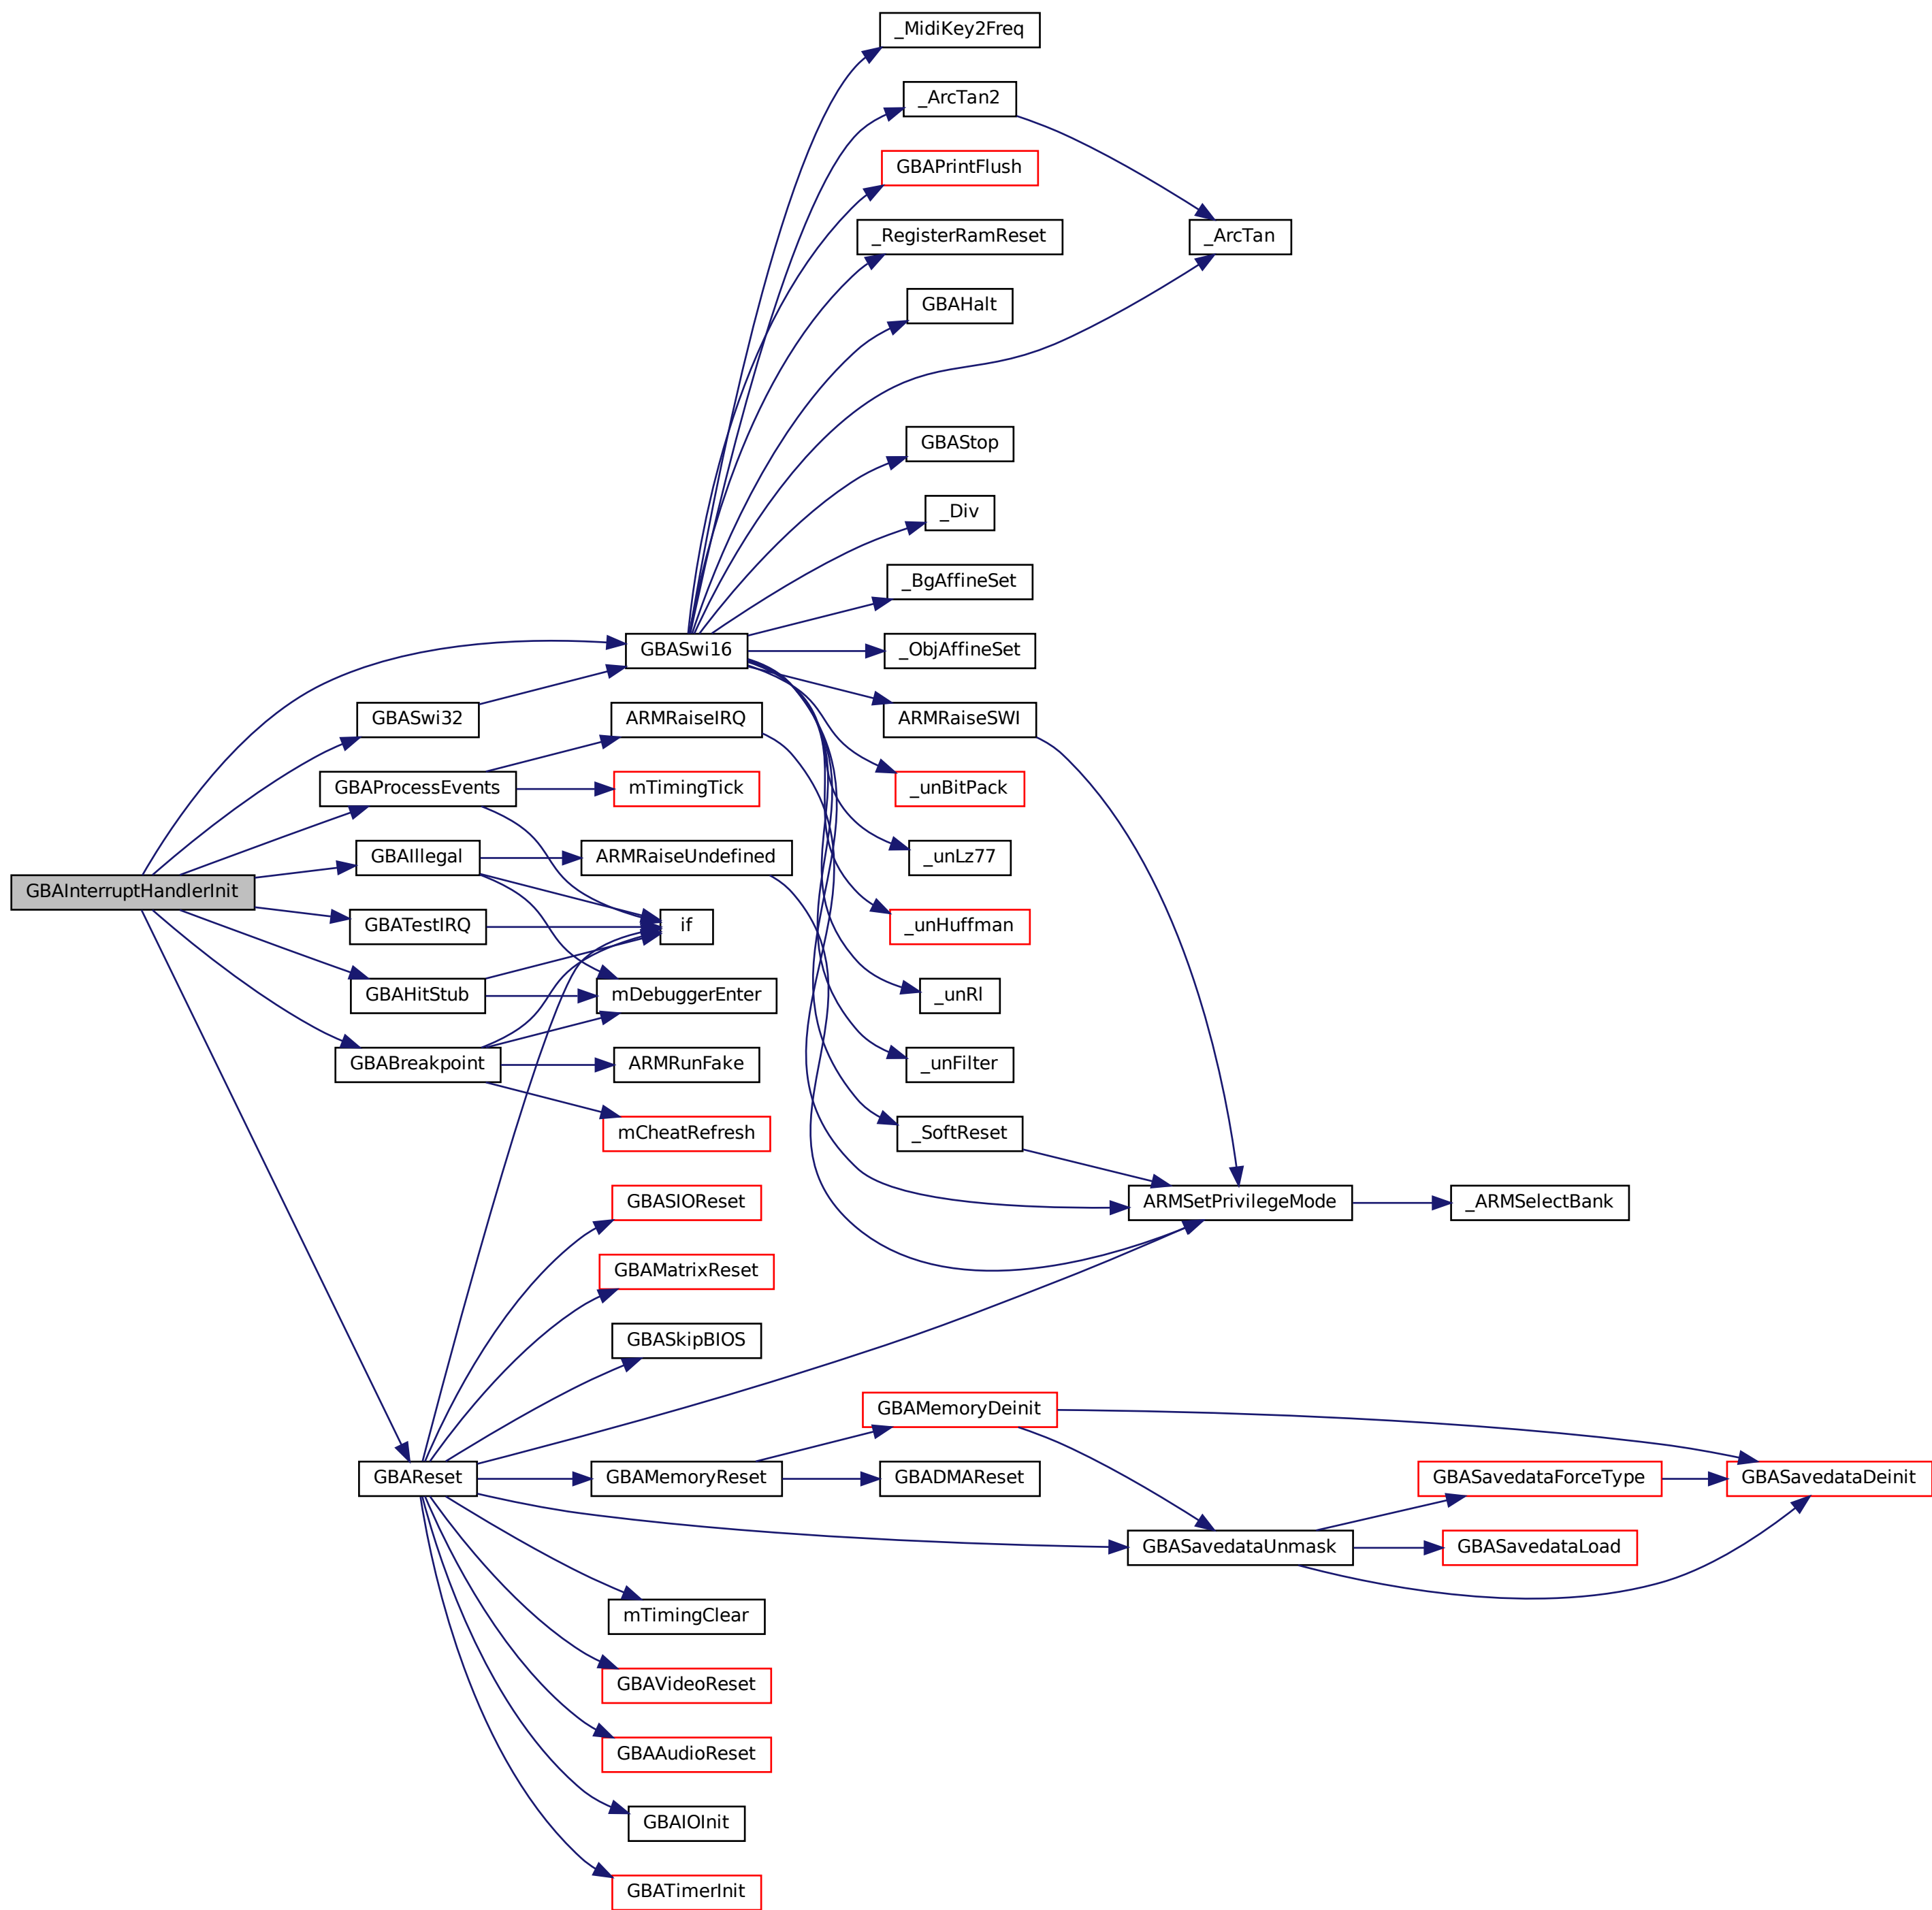 _MidiKey2Freq
_ArcTan2
GBAPrintFlush
_RegisterRamReset
_ArcTan
GBAHalt
GBAStop
_Div
_BgAffineSet
GBASwi16
_ObjAffineSet
GBASwi32
ARMRaiseIRQ
ARMRaiseSWI
GBAProcessEvents
mTimingTick
_unBitPack
GBAIllegal
ARMRaiseUndefined
_unLz77
GBAInterruptHandlerInit
GBATestIRQ
if
_unHuffman
GBAHitStub
mDebuggerEnter
_unRl
GBABreakpoint
ARMRunFake
_unFilter
mCheatRefresh
_SoftReset
GBASIOReset
ARMSetPrivilegeMode
_ARMSelectBank
GBAMatrixReset
GBASkipBIOS
GBAMemoryDeinit
GBAReset
GBAMemoryReset
GBADMAReset
GBASavedataForceType
GBASavedataDeinit
GBASavedataUnmask
GBASavedataLoad
mTimingClear
GBAVideoReset
GBAAudioReset
GBAIOInit
GBATimerInit